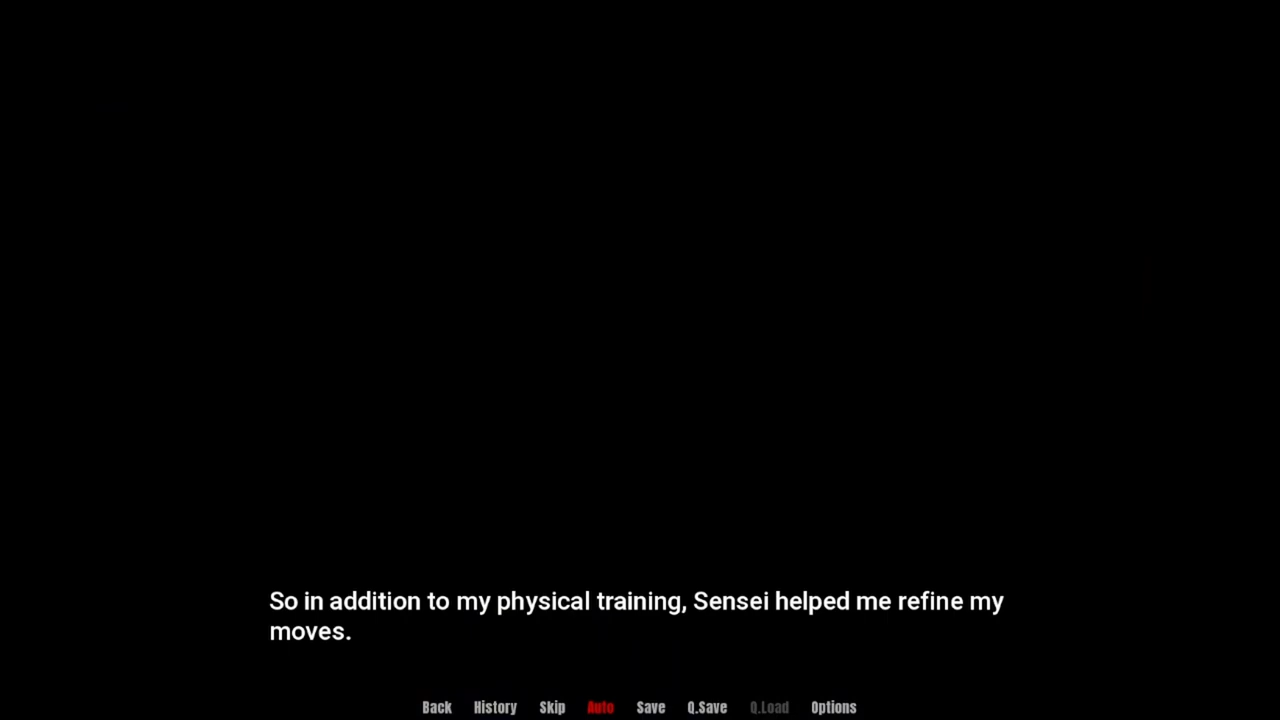 So in addition to my physical training, Sensei helped me refine my
moves.
Back History Skip Auto Save Q.Save Q.Load Options